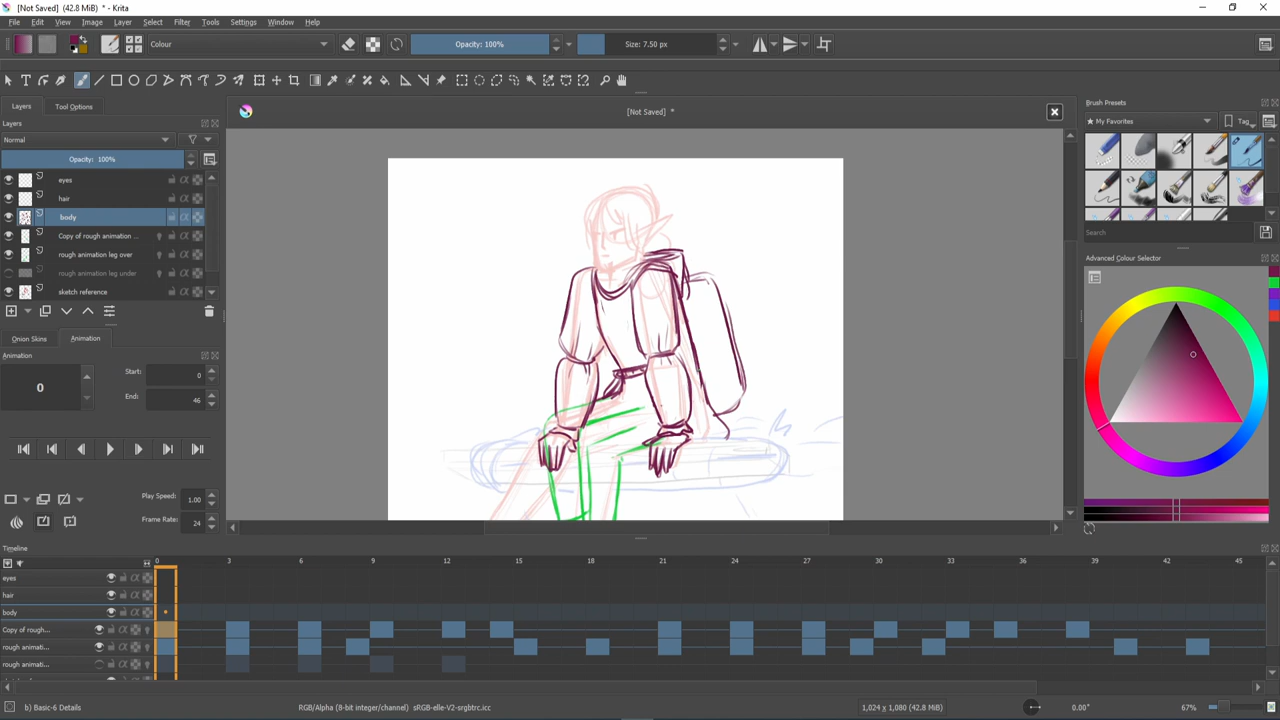 [Not Saved] (42.8 MiB) * - Krita
File Edit View Image Layer Select Filter Tools Settings Window Help
Colour Opacity: 100% Size: 7.50 px
Layers Tool Options
[Not Saved] *
Brush Presets
Layers
My Favorites Tag
Normal
Opacity: 100%
eyes
hair
body
Copy of rough animation ...
rough animation leg over
rough animation leg under
sketch reference
Search
Advanced Colour Selector
Onion Skins Animation
Animation
0
Start: 0
End: 46
Play Speed: 1.00
Frame Rate: 24
Timeline
0 3 6 9 12 15 18 21 24 27 30 33 36 39 42 45
eyes
hair
body
Copy of rough...
rough animati...
rough animati...
b) Basic-6 Details RGB/Alpha (8-bit integer/channel) sRGB-elle-V2-srgbtrc.icc 1,024 x 1,080 (42.8 MiB) 0.00° 67%